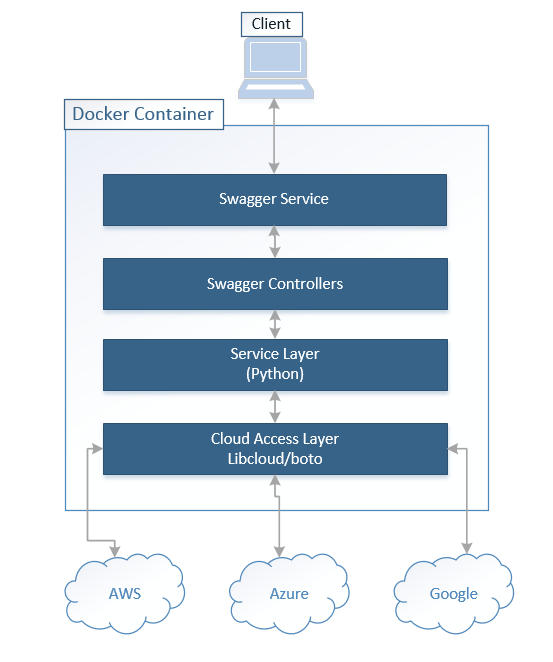 Client
Docker Container
Swagger Service
Swagger Controllers
Service Layer
(Python)
Cloud Access Layer
Libcloud/boto
AWS
Azure
Google